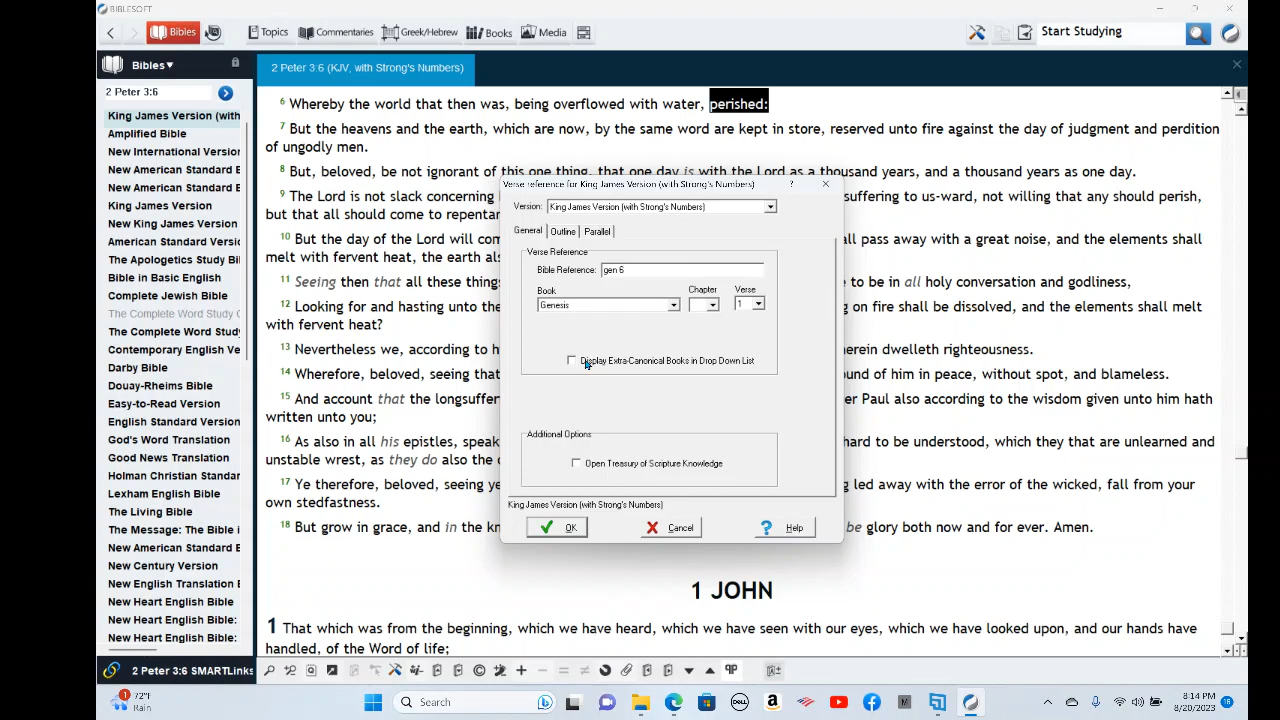 BIBLESOFT
Bibles
Topics
Commentaries
Greek/Hebrew
Books
Media
Start Studying
Bibles▾
2 Peter 3:6 (KJV, with Strong's Numbers)
2 Peter 3:6
King James Version (with
Amplified Bible
New International Version
New American Standard E
New American Standard B
King James Version
New King James Version
American Standard Versio
The Apologetics Study Bi
Bible in Basic English
Complete Jewish Bible
The Complete Word Study
The Complete Word Study
Contemporary English Ve
Darby Bible
Douay-Rheims Bible
Easy-to-Read Version
English Standard Version
God's Word Translation
Good News Translation
Holman Christian Standar
Lexham English Bible
The Living Bible
The Message: The Bible i
New American Standard E
New Century Version
New English Translation
New Heart English Bible
New Heart English Bible:
New Heart English Bible:
2 Peter 3:6 SMARTLinks
6 Whereby the world that then was, being overflowed with water, perished:
7 But the heavens and the earth, which are now, by the same word are kept in store, reserved unto fire against the day of judgment and perdition
of ungodly men.
8 But, beloved, be not ignorant of this one thing, that one day is with the Lord as a thousand years, and a thousand years as one day.
9 The Lord is not slack concerning suffering to us-ward, not willing that any should perish,
but that all should come to repentan
10 But the day of the Lord will com ll pass away with a great noise, and the elements shall
melt with fervent heat, the earth als
11 Seeing then that all these things to be in all holy conversation and godliness,
12 Looking for and hasting unto the on fire shall be dissolved, and the elements shall melt
with fervent heat?
13 Nevertheless we, according to h erein dwelleth righteousness.
14 Wherefore, beloved, seeing that of him in peace, without spot, and blameless.
15 And account that the longsuffer er Paul also according to the wisdom given unto him hath
written unto you;
16 As also in all his epistles, speak hard to be understood, which they that are unlearned and
unstable wrest, as they do also the o
17 Ye therefore, beloved, seeing ye g led away with the error of the wicked, fall from your
own stedfastness.
18 But grow in grace, and in the kn be glory both now and for ever. Amen.
1 JOHN
1 That which was from the beginning, which we have heard, which we have seen with our eyes, which we have looked upon, and our hands have
handled, of the Word of life;
Verse reference for King James Version (with Strong's Numbers)
Version: King James Version (with Strong's Numbers)
General Outline Parallel
Verse Reference
Bible Reference: gen 6
Book Chapter Verse
Genesis 1
Display Extra-Canonical Books in Drop Down List
Additional Options
Open Treasury of Scripture Knowledge
King James Version (with Strong's Numbers)
OK Cancel Help
72°F
Rain
Search
8:14 PM
8/20/2023